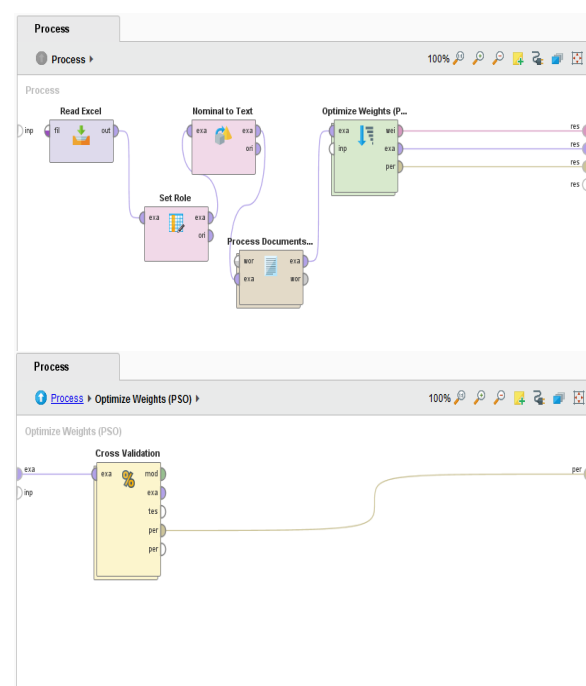 Process
Process
100%
Process
Read Excel
Nominal to Text
Optimize Weights (P...
inp
fil
out
exa
exa
ori
exa
wei
inp
exa
per
res
res
res
res
Set Role
exa
exa
ori
Process Documents...
wor
exa
exa
wor
Process
Process Optimize Weights (PSO)
100%
Optimize Weights (PSO)
Cross Validation
exa
inp
exa
mod
exa
tes
per
per
per